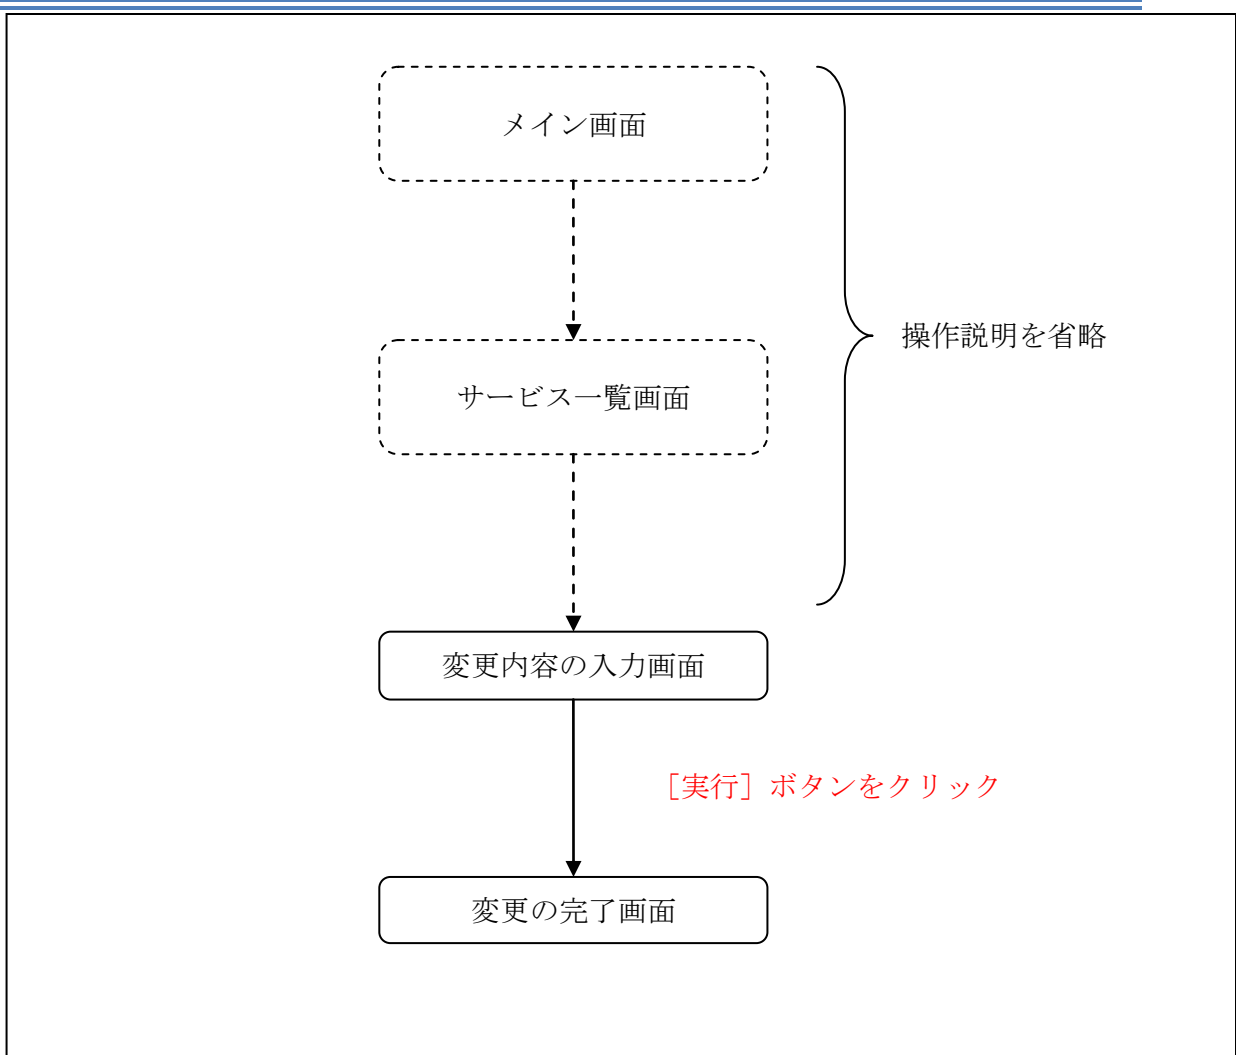 メイン画面
操作説明を省略
サービス一覧画面
変更内容の入力画面
［実行］ボタンをクリック
変更の完了画面